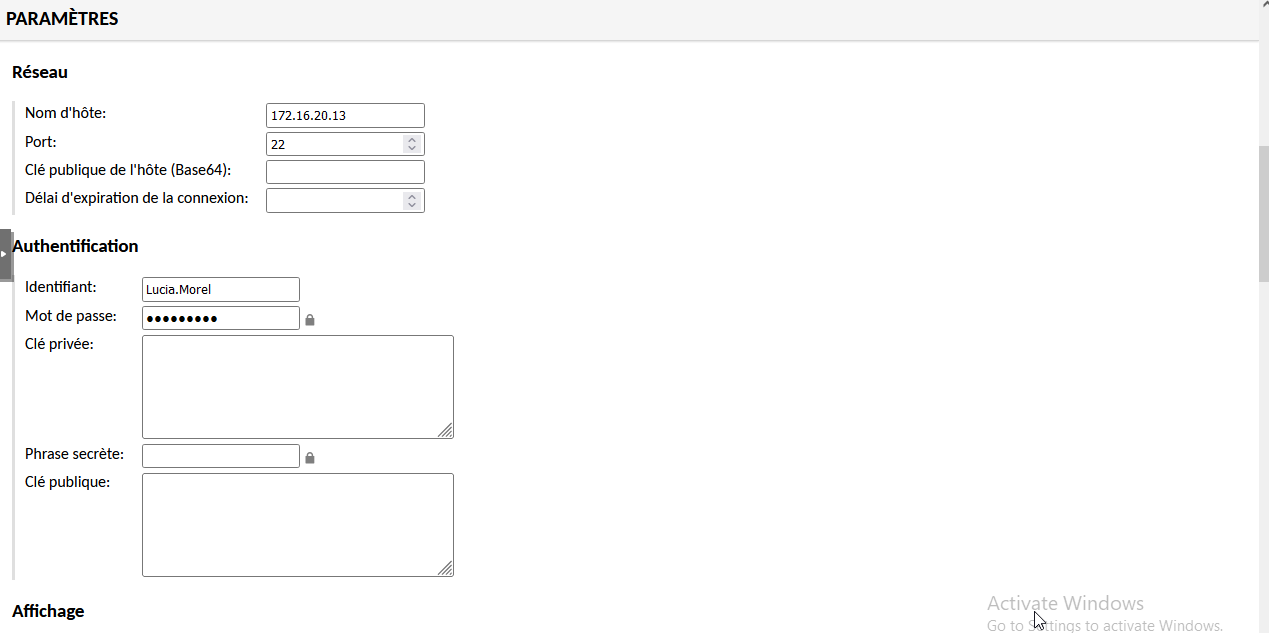 PARAMÈTRES
Réseau
Nom d'hôte: 172.16.20.13
Port: 22
Clé publique de l'hôte (Base64):
Délai d'expiration de la connexion:
Authentification
Identifiant: Lucia.Morel
Mot de passe: ●●●●●●●●●
Clé privée:
Phrase secrète:
Clé publique:
Affichage
Activate Windows
Go to Settings to activate Windows.